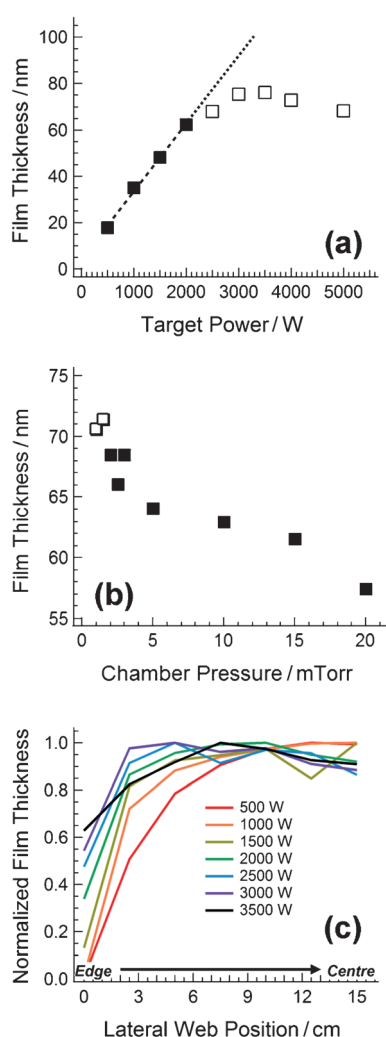 100
80
60
40
20
0
Film Thickness / nm
(a)
0 1000 2000 3000 4000 5000
Target Power / W
75
70
65
60
55
Film Thickness / nm
(b)
0 5 10 15 20
Chamber Pressure / mTorr
1.0
0.8
0.6
0.4
0.2
0.0
Normalized Film Thickness
500 W
1000 W
1500 W
2000 W
2500 W
3000 W
3500 W
(c)
Edge Centre
0 3 6 9 12 15
Lateral Web Position / cm